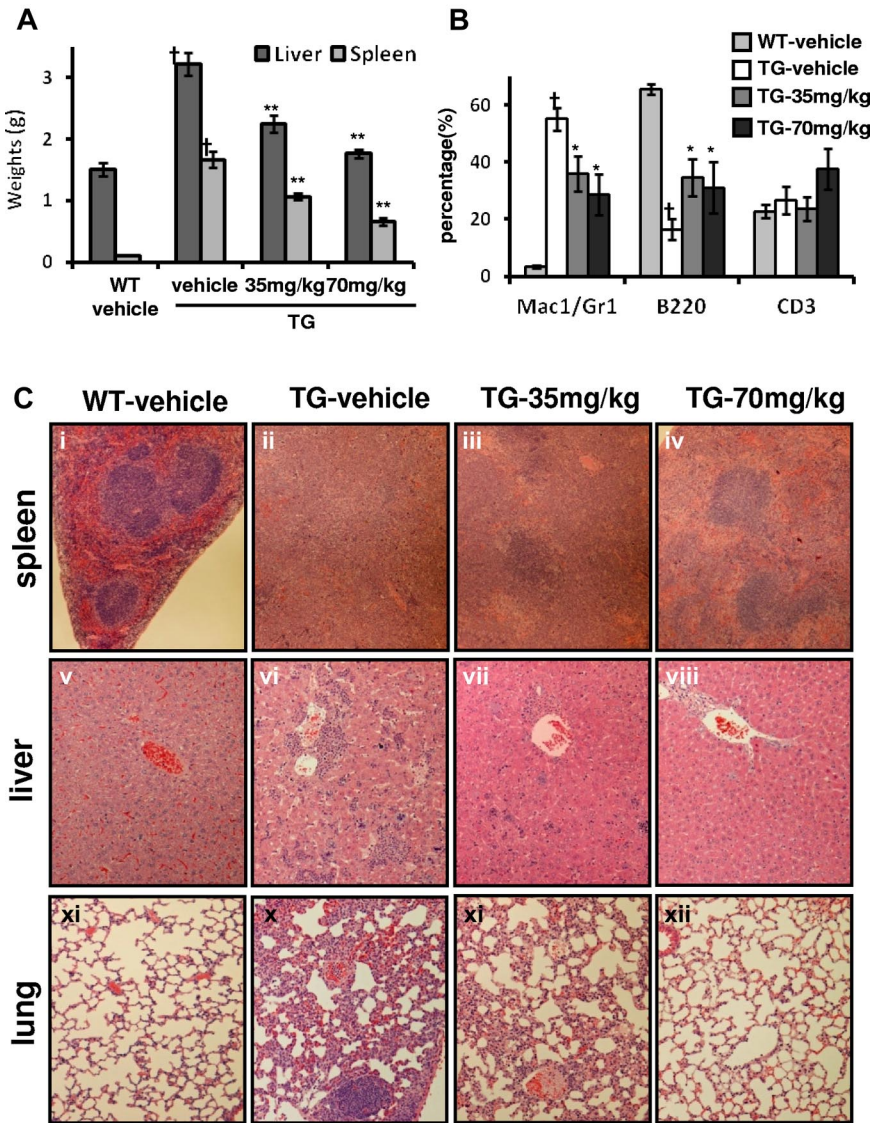 A
Weights (g)
3
2
1
0
Liver Spleen
†
†
**
**
**
**
WT
vehicle
vehicle 35mg/kg 70mg/kg
TG
B
percentage(%)
60
40
20
0
WT-vehicle
TG-vehicle
TG-35mg/kg
TG-70mg/kg
†
*
*
†
*
*
Mac1/Gr1 B220 CD3
C
WT-vehicle TG-vehicle TG-35mg/kg TG-70mg/kg
spleen
i ii iii iv
liver
v vi vii viii
lung
xi x xi xii